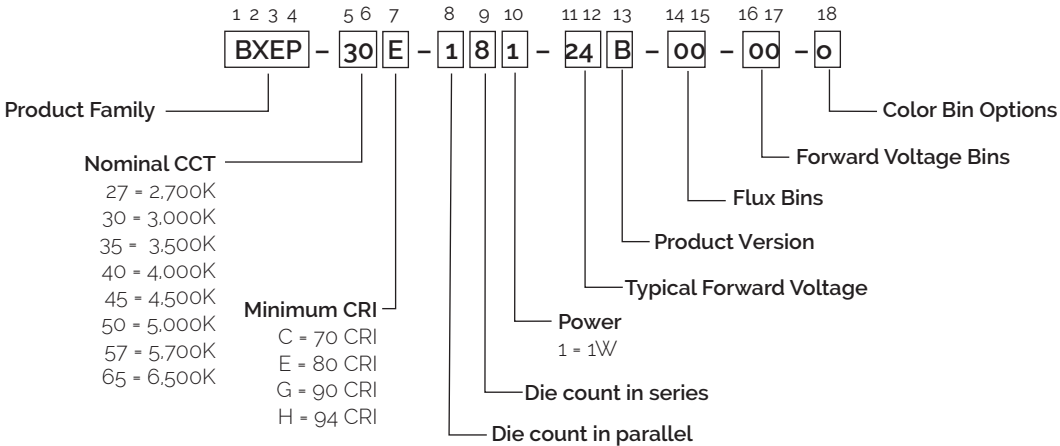 1 2 3 4 5 6 7 8 9 10 11 12 13 14 15 16 17 18
BXEP – 30 E – 1 8 1 – 24 B – 00 – 00 – 0
Product Family
Color Bin Options
Nominal CCT
27 = 2,700K
30 = 3,000K
35 = 3,500K
40 = 4,000K
45 = 4,500K
50 = 5,000K
57 = 5,700K
65 = 6,500K
Forward Voltage Bins
Flux Bins
Product Version
Typical Forward Voltage
Minimum CRI
C = 70 CRI
E = 80 CRI
G = 90 CRI
H = 94 CRI
Power
1 = 1W
Die count in series
Die count in parallel